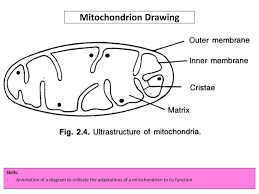 Mitochondrion Drawing
Outer membrane
Inner membrane
Cristae
Matrix
Fig. 2.4. Ultrastructure of mitochondria.
Skills:
- Annotation of a diagram to indicate the adaptations of a mitochondrion to its function